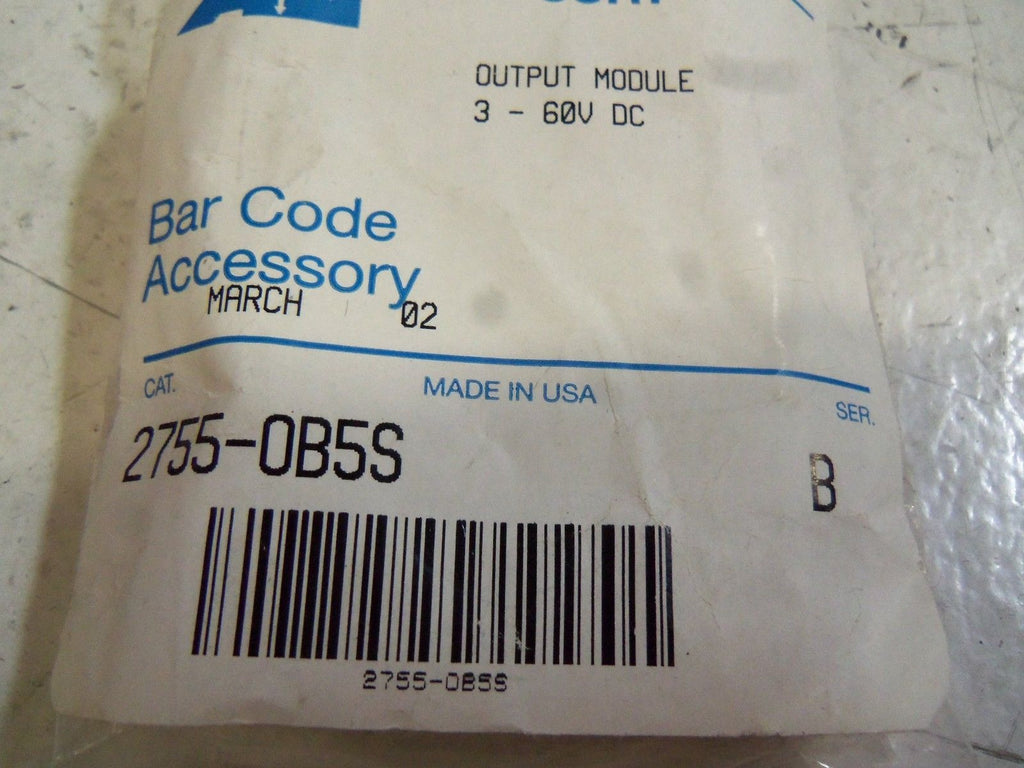 OUTPUT MODULE
3 - 60V DC
Bar Code
Accessory
MARCH 02
CAT.
MADE IN USA
SER.
2755-OB5S
B
2755-OB5S